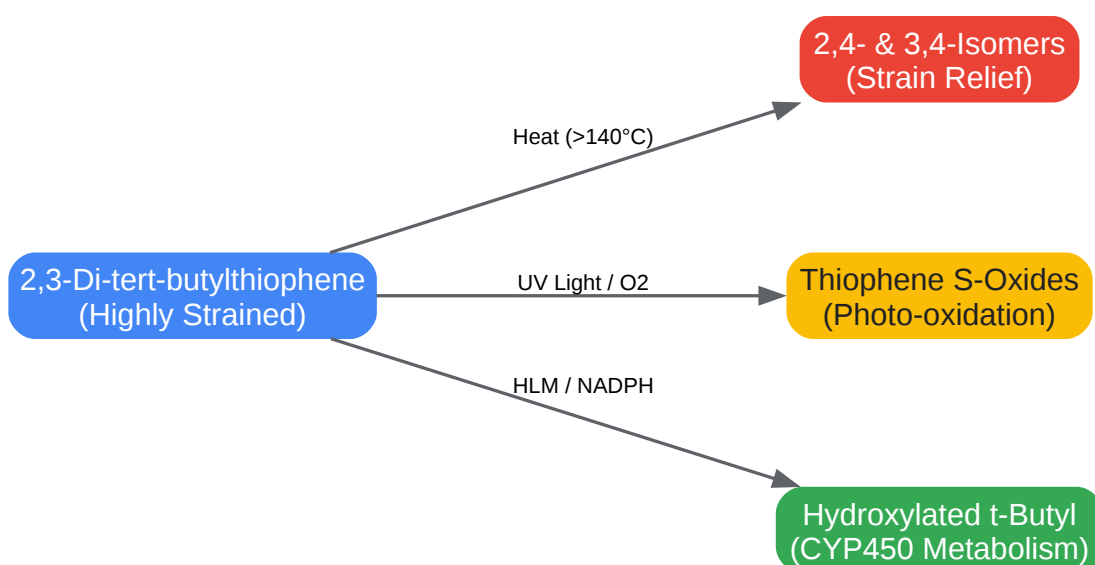 2,4- & 3,4-Isomers
(Strain Relief)
Heat (>140°C)
2,3-Di-tert-butylthiophene
(Highly Strained)
UV Light / O2
Thiophene S-Oxides
(Photo-oxidation)
HLM / NADPH
Hydroxylated t-Butyl
(CYP450 Metabolism)